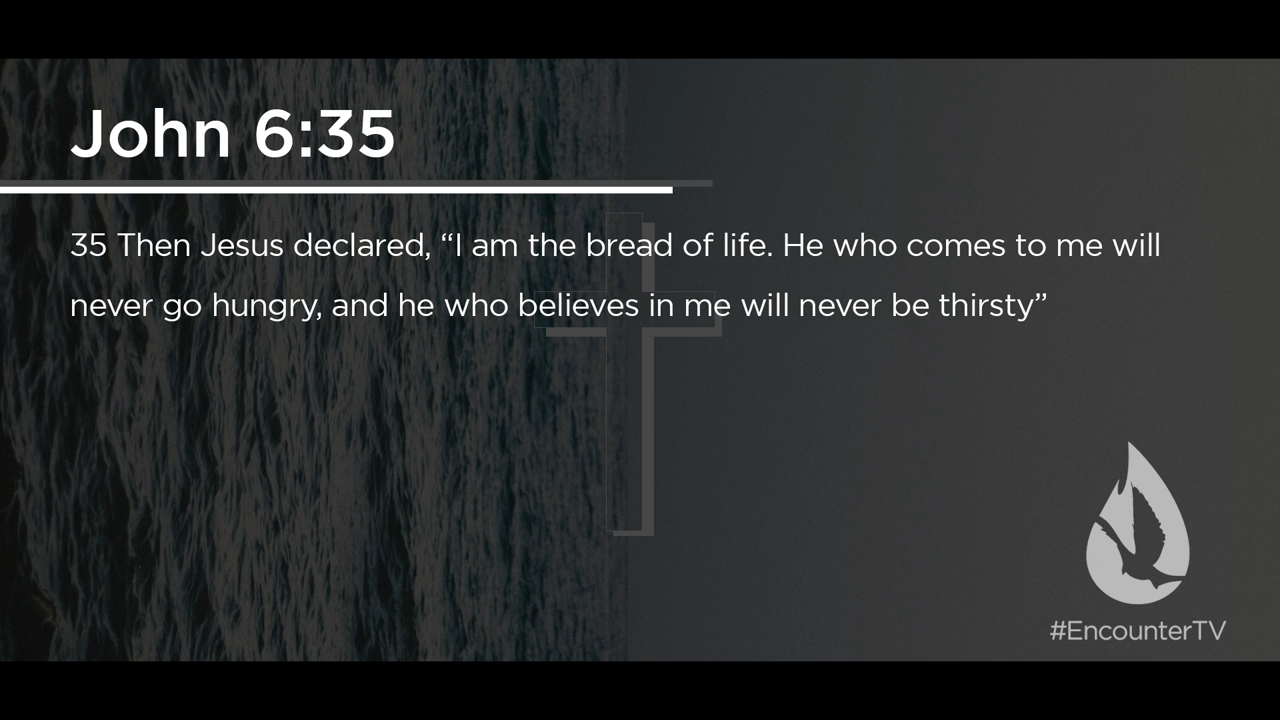 John 6:35
35 Then Jesus declared, “I am the bread of life. He who comes to me will
never go hungry, and he who believes in me will never be thirsty”
#EncounterTV